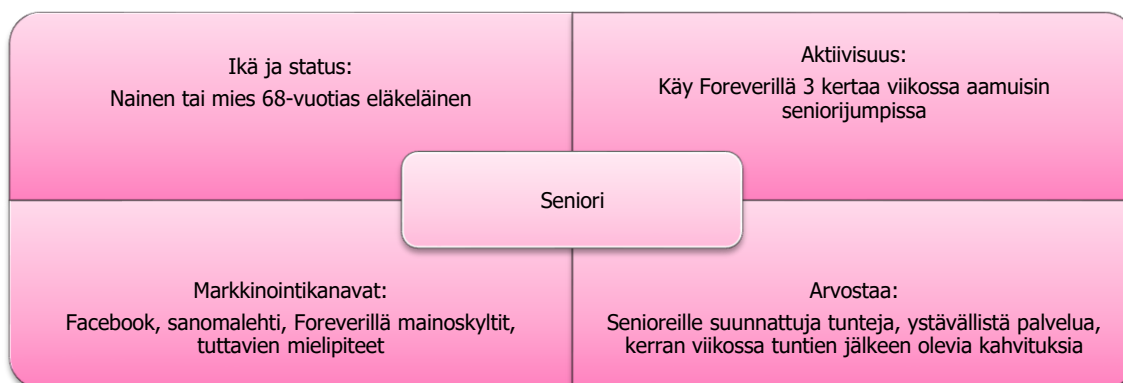 Ikä ja status:
Nainen tai mies 68-vuotias eläkeläinen
Aktiivisuus:
Käy Foreverillä 3 kertaa viikossa aamuisin
seniorijumpissa
Seniori
Markkinointikanavat:
Facebook, sanomalehti, Foreverillä mainoskyltit,
tuttavien mielipiteet
Arvostaa:
Senioreille suunnattuja tunteja, ystävällistä palvelua,
kerran viikossa tuntien jälkeen olevia kahvituksia